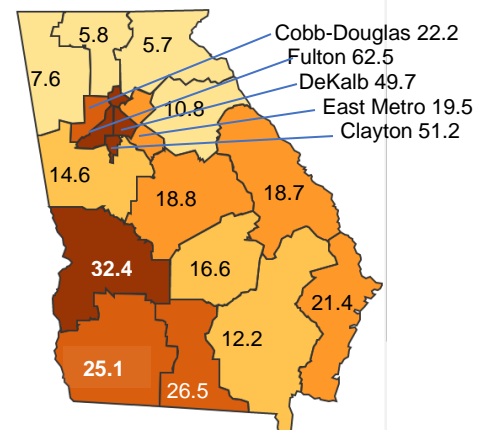 Cobb-Douglas 22.2
5.8
5.7
Fulton 62.5
7.6
DeKalb 49.7
10.8
East Metro 19.5
Clayton 51.2
14.6
18.8
18.7
32.4
16.6
21.4
12.2
25.1
26.5